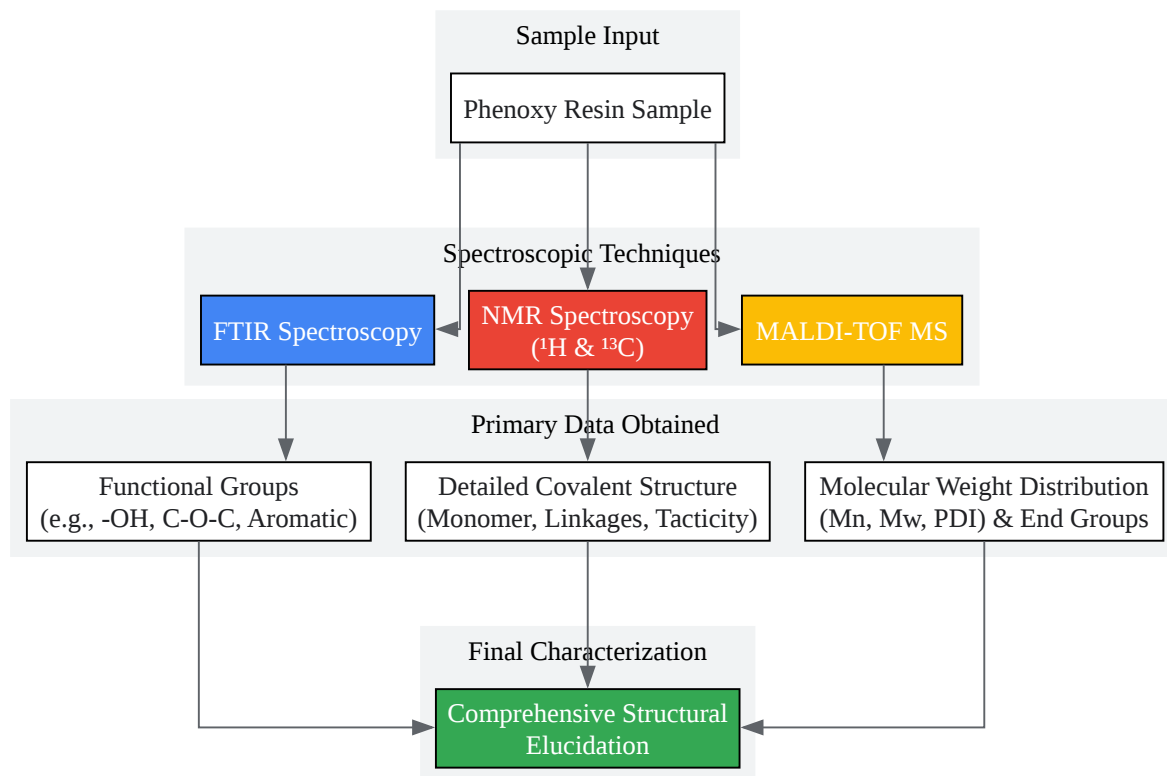 Sample Input
Phenoxy Resin Sample
Spectroscopic Techniques
FTIR Spectroscopy
NMR Spectroscopy
(¹H & ¹³C)
MALDI-TOF MS
Primary Data Obtained
Functional Groups
(e.g., -OH, C-O-C, Aromatic)
Detailed Covalent Structure
(Monomer, Linkages, Tacticity)
Molecular Weight Distribution
(Mn, Mw, PDI) & End Groups
Final Characterization
Comprehensive Structural
Elucidation